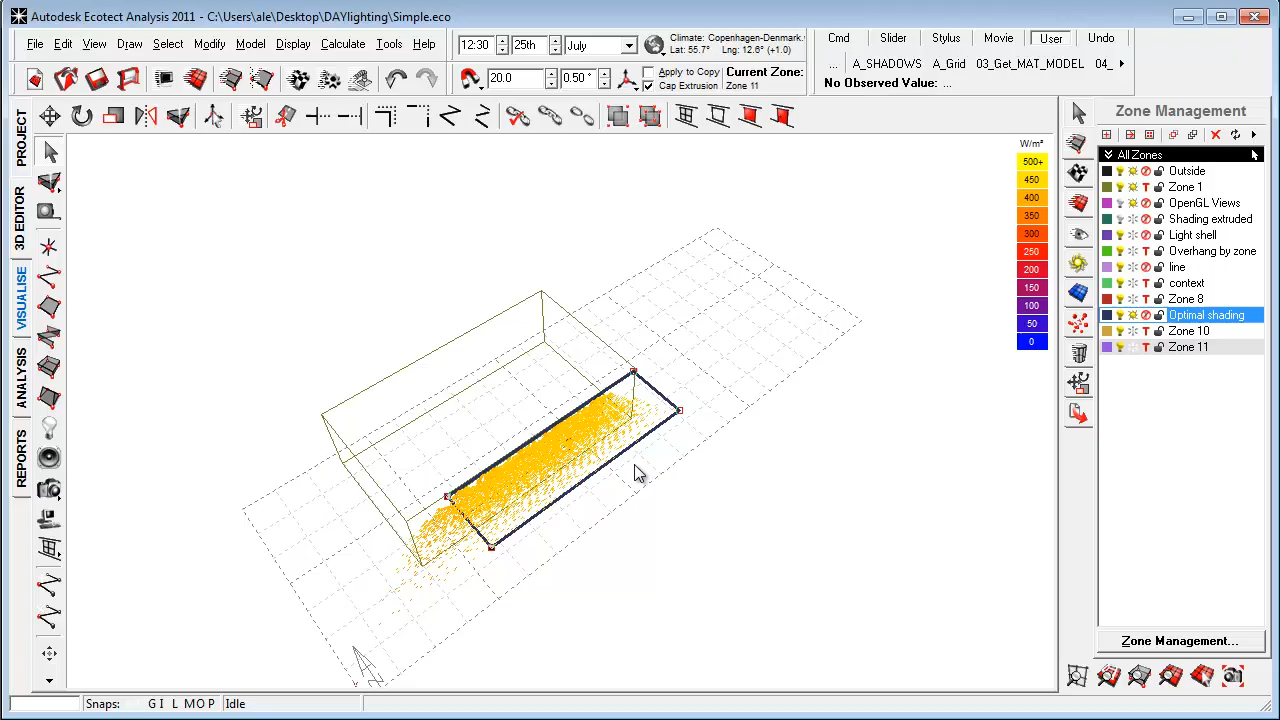 Autodesk Ecotect Analysis 2011 - C:\Users\ale\Desktop\DAYlighting\Simple.eco
File Edit View Draw Select Modify Model Display Calculate Tools Help
12:30 25th July
Climate: Copenhagen-Denmark.
Lat: 55.7° Lng: 12.6° (+1.0)
Cmd Slider Stylus Movie User Undo
... A_SHADOWS A_Grid 03_Get_MAT_MODEL 04_
20.0 0.50 °
Apply to Copy
Cap Extrusion
Current Zone:
Zone 11
No Observed Value: ...
PROJECT
3D EDITOR
VISUALISE
ANALYSIS
REPORTS
W/m²
500+
450
400
350
300
250
200
150
100
50
0
Zone Management
All Zones
Outside
T Zone 1
OpenGL Views
Shading extruded
Light shell
T Overhang by zone
line
T context
T Zone 8
Optimal shading
T Zone 10
T Zone 11
Zone Management...
Snaps: G I L M O P Idle